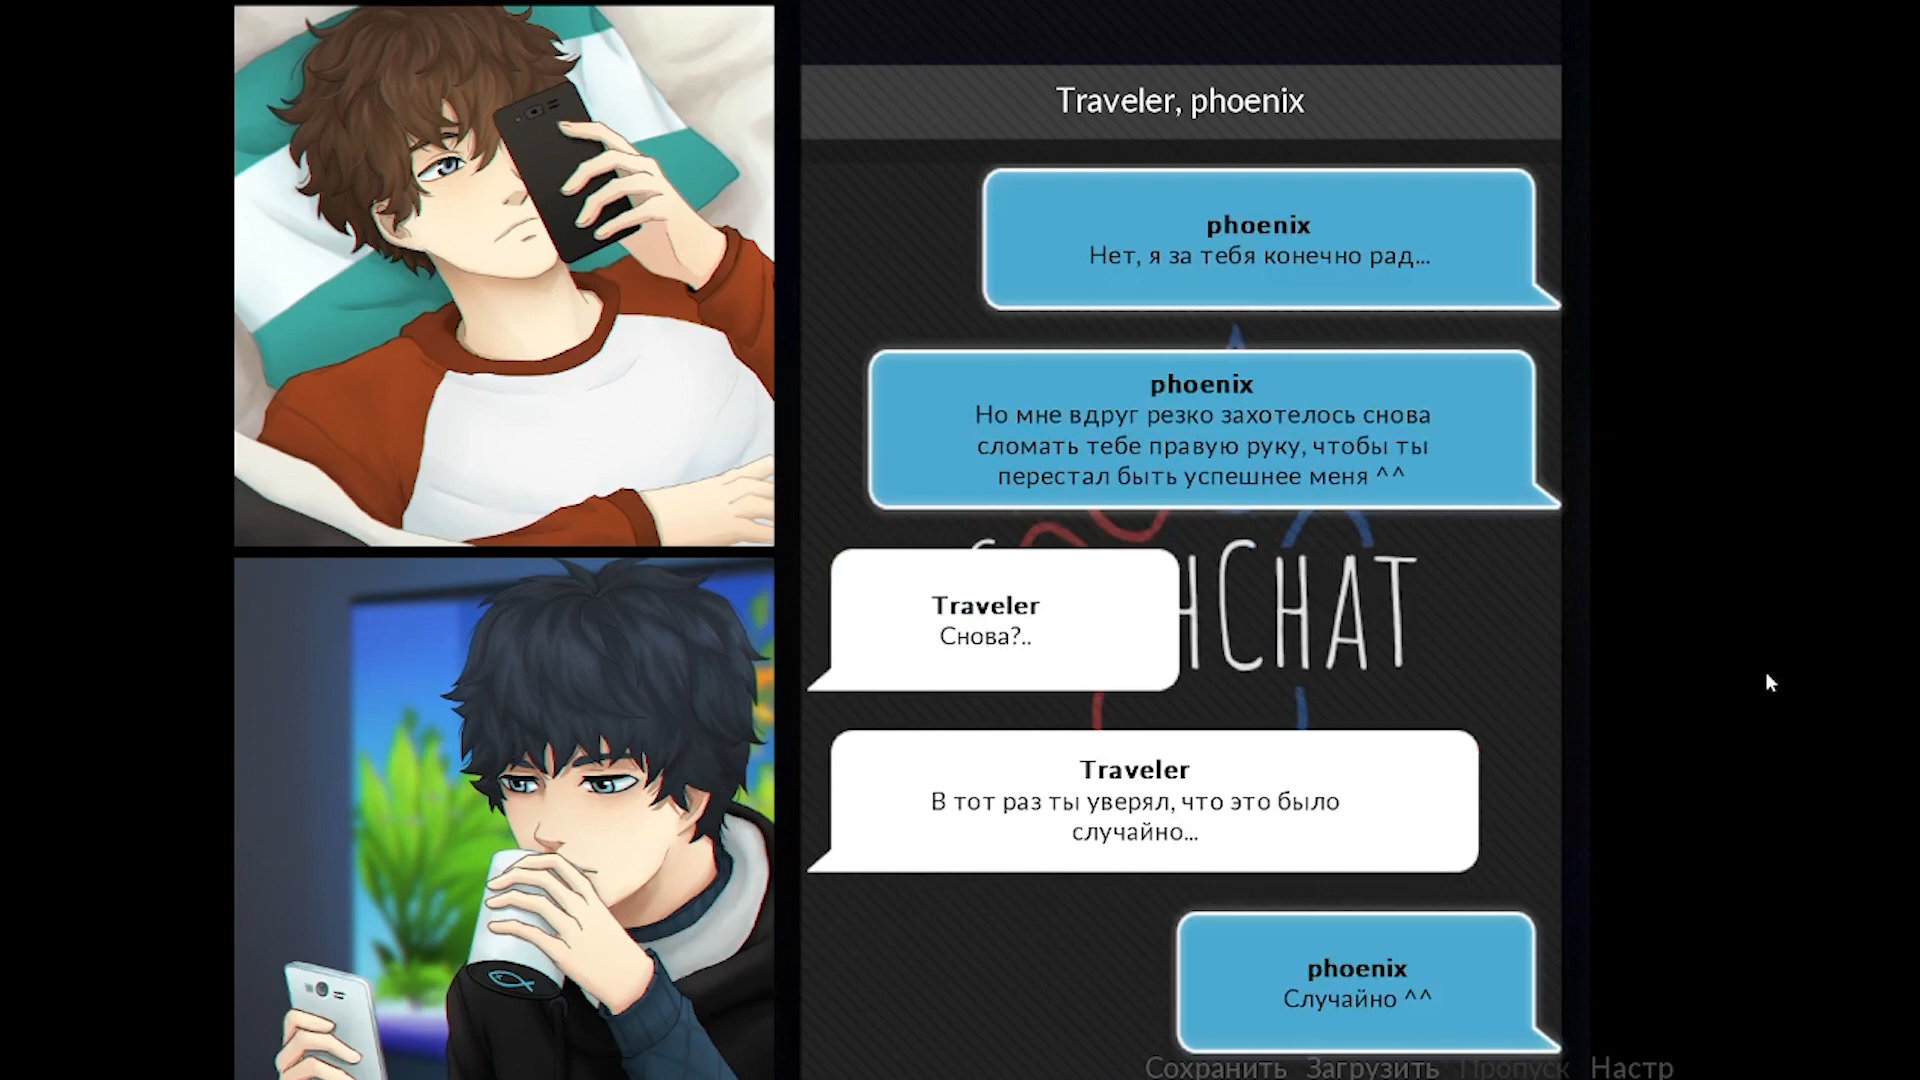 Traveler, phoenix
phoenix
Нет, я за тебя конечно рад...
phoenix
Но мне вдруг резко захотелось снова
сломать тебе правую руку, чтобы ты
перестал быть успешнее меня ^^
Traveler
Снова?..
CHAT
Traveler
В тот раз ты уверял, что это было
случайно...
phoenix
Случайно ^^
Сохранить Загрузить Пропуск Настр